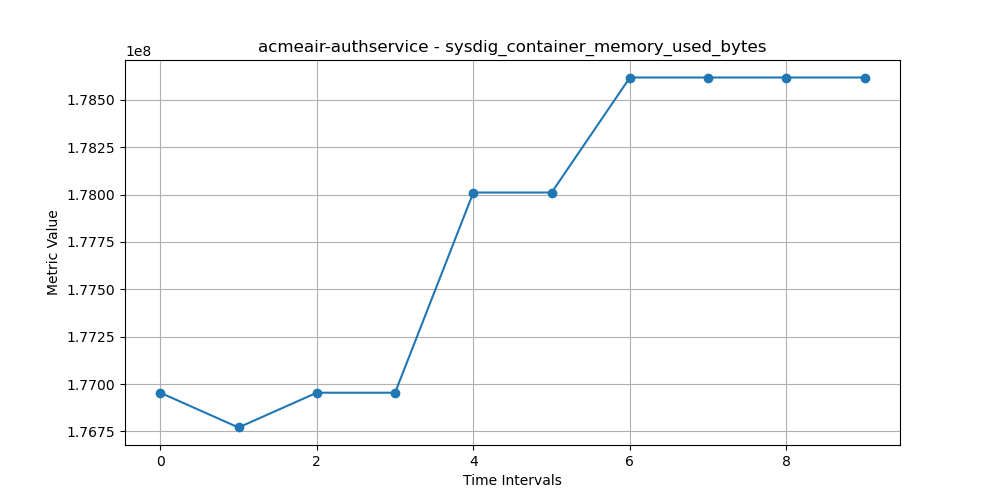 acmeair-authservice - sysdig_container_memory_used_bytes
1e8
1.7850
1.7825
1.7800
1.7775
1.7750
1.7725
1.7700
1.7675
Metric Value
0 2 4 6 8
Time Intervals